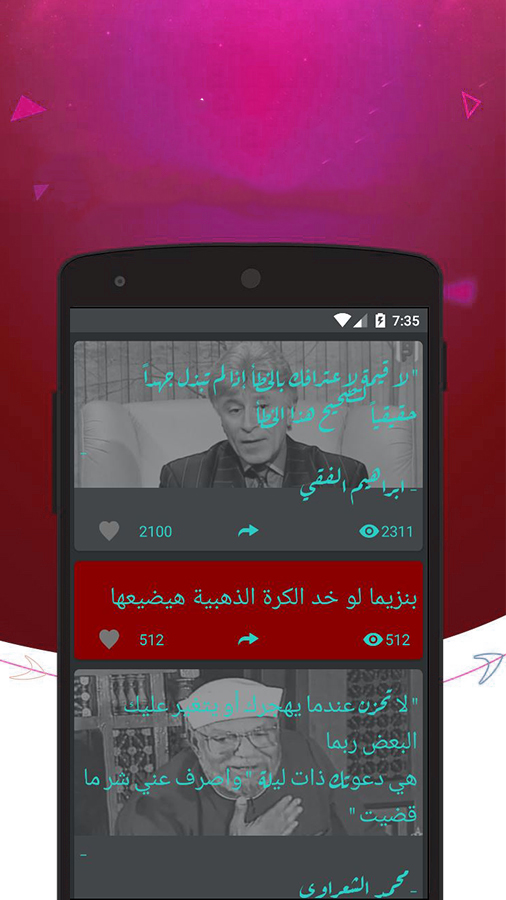 7:35
" لا قيمة لاعترافك بالخطأ إذا لم تبذل جهداً
حقيقياً لتصحيح هذا الخطأ
- ابراهيم الفقي
2100
2311
بنزيما لو خد الكرة الذهبية هيضيعها
512
512
" لا تحزن عندما يهجرك أو يتغير عليك
البعض ربما
هي دعوتك ذات ليلة " واصرف عني شر ما
قضيت "
-
- محمد الشعراوي